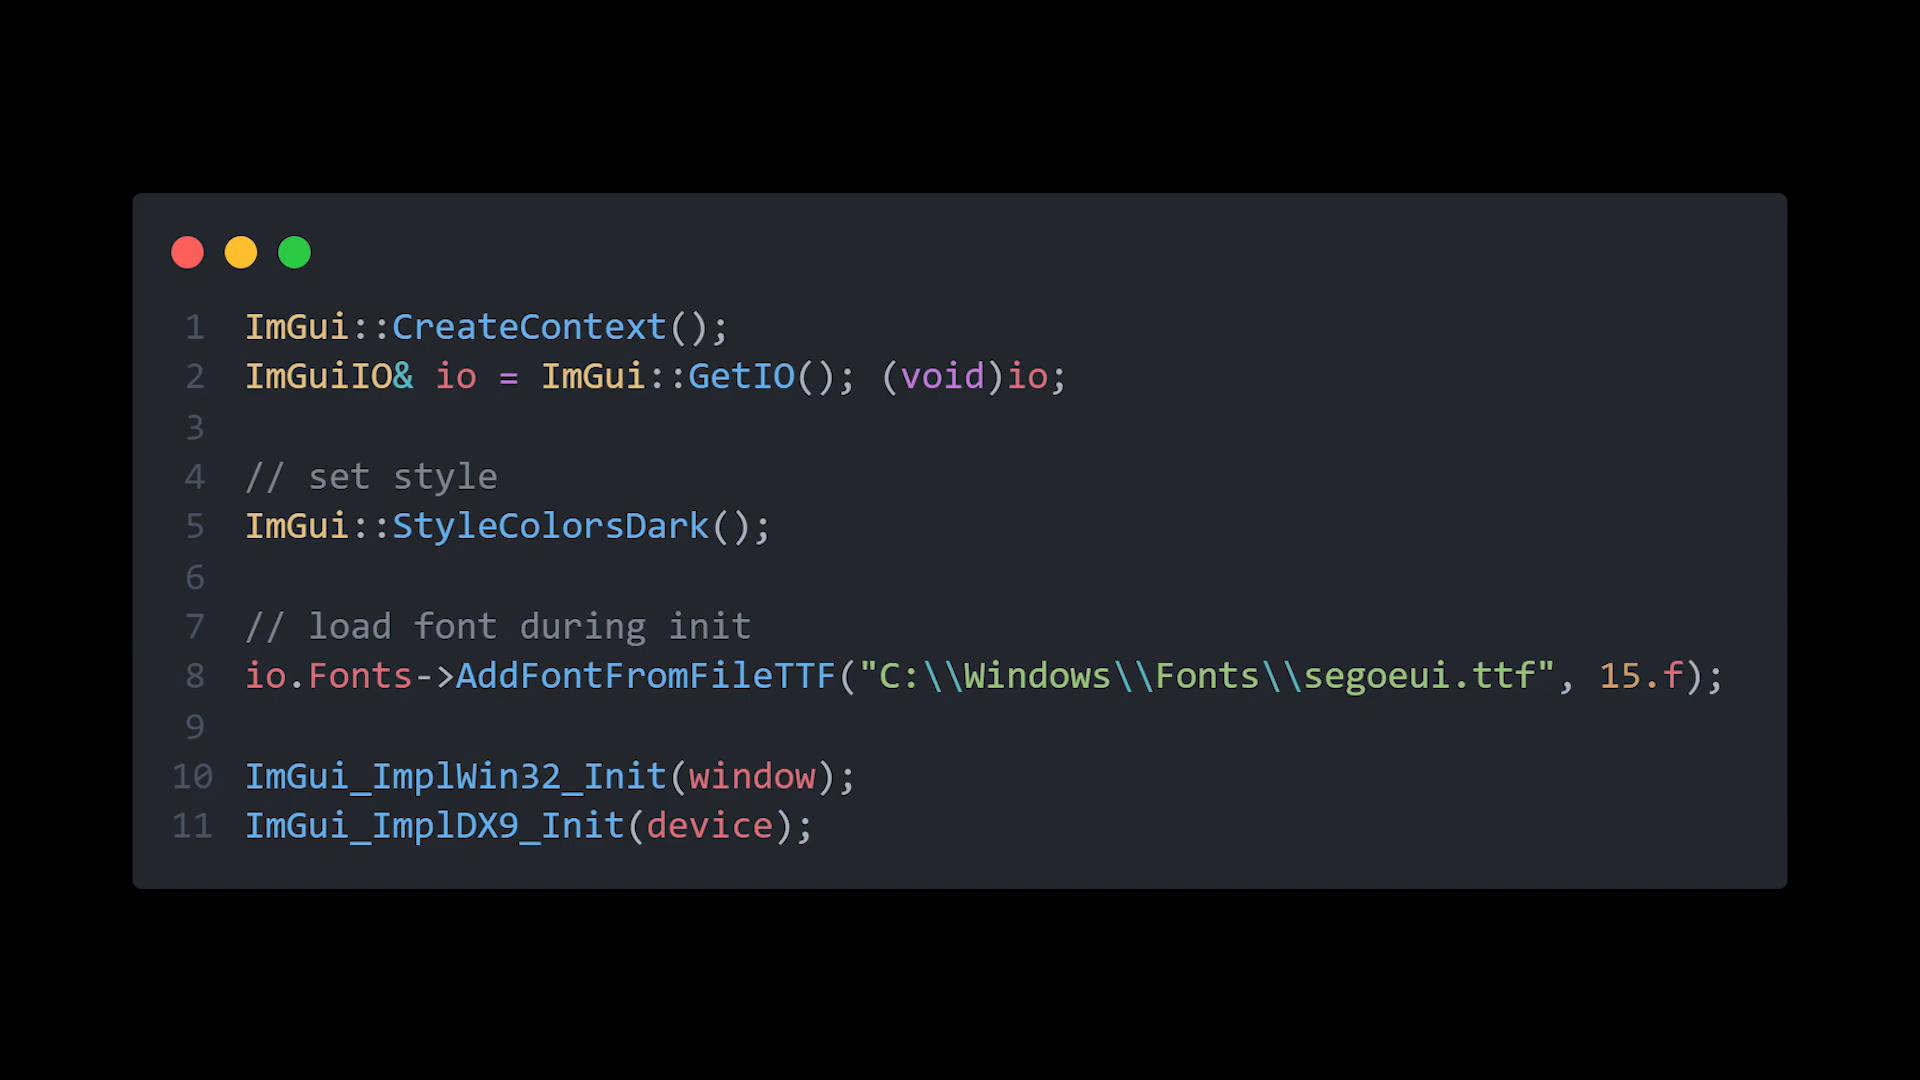 1 ImGui::CreateContext();
2 ImGuiIO& io = ImGui::GetIO(); (void)io;
3
4 // set style
5 ImGui::StyleColorsDark();
6
7 // load font during init
8 io.Fonts->AddFontFromFileTTF("C:\\Windows\\Fonts\\segoeui.ttf", 15.f);
9
10 ImGui_ImplWin32_Init(window);
11 ImGui_ImplDX9_Init(device);